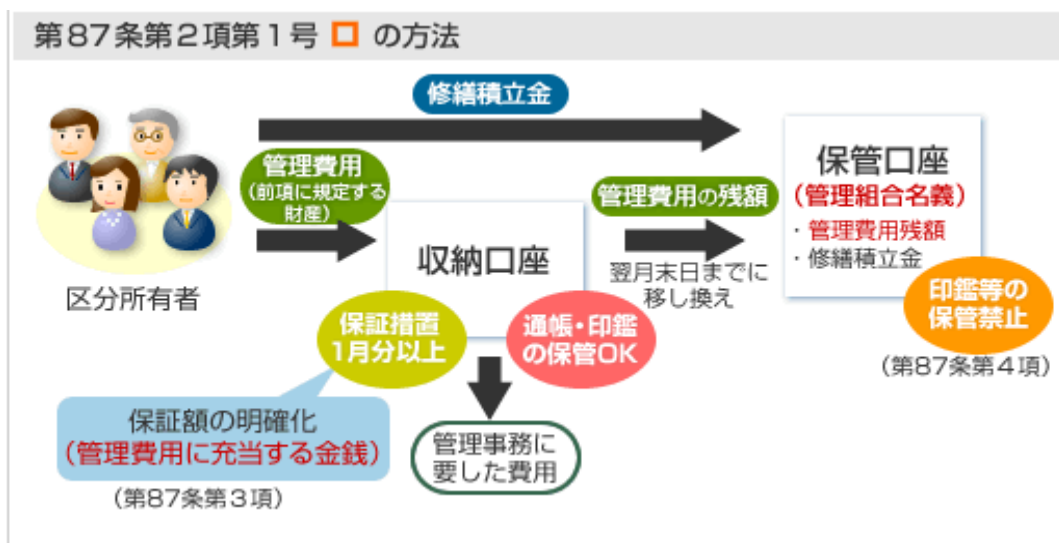 第87条第2項第1号 ロ の方法
修繕積立金
管理費用
(前項に規定する
財産)
区分所有者
収納口座
管理費用の残額
翌月末日までに
移し換え
保管口座
(管理組合名義)
・管理費用残額
・修繕積立金
印鑑等の
保管禁止
(第87条第4項)
保証措置
1月分以上
通帳・印鑑
の保管OK
保証額の明確化
(管理費用に充当する金銭)
(第87条第3項)
管理事務に
要した費用